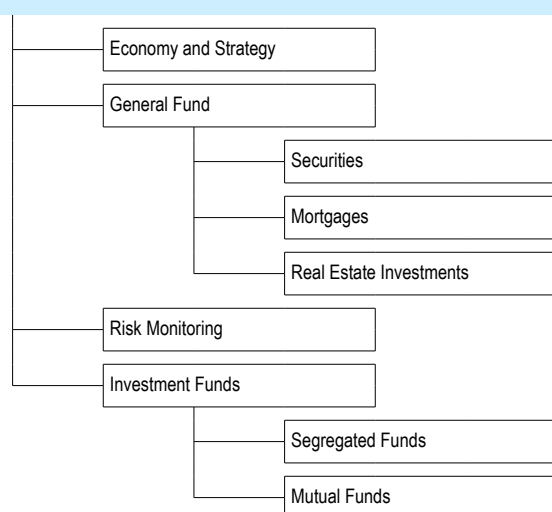 Economy and Strategy
General Fund
Securities
Mortgages
Real Estate Investments
Risk Monitoring
Investment Funds
Segregated Funds
Mutual Funds